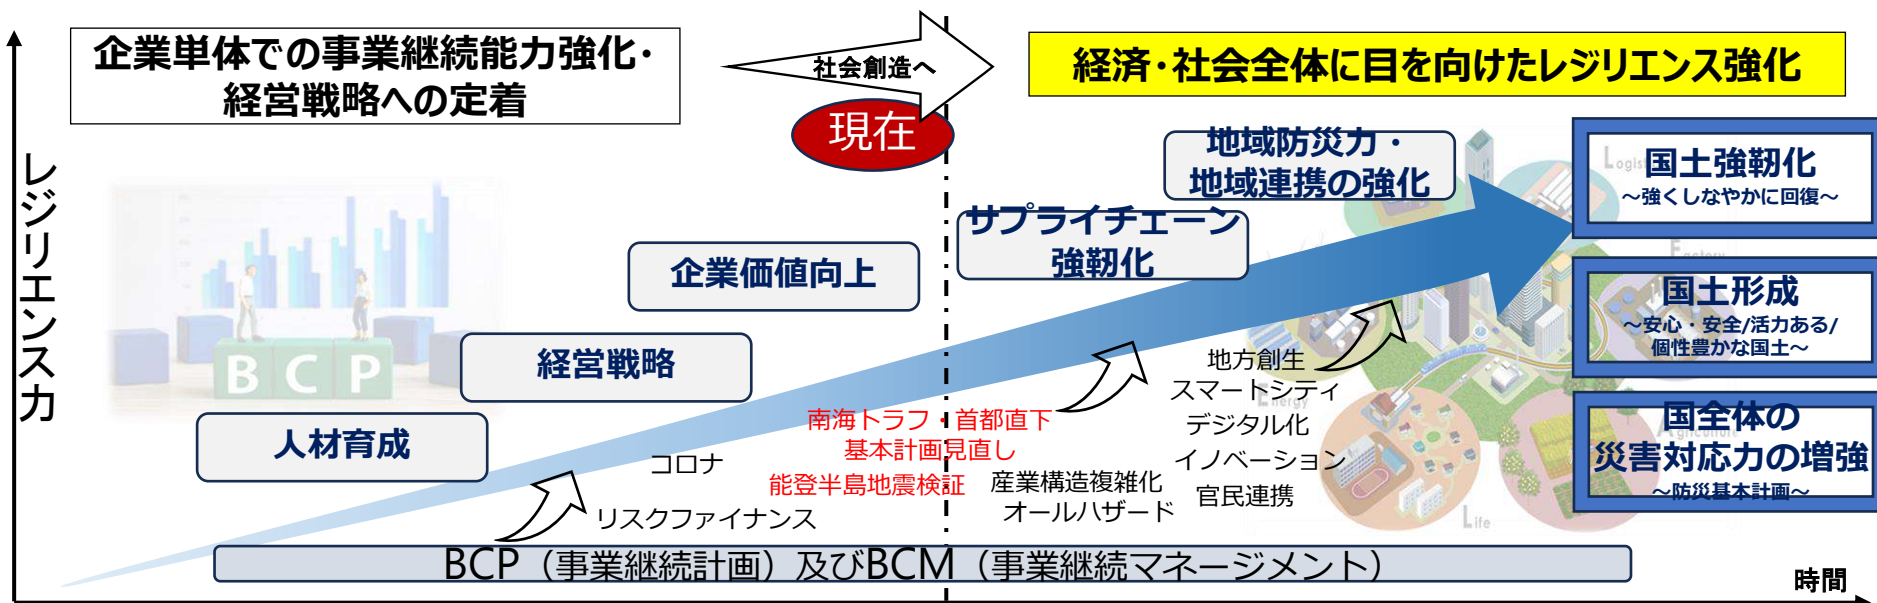 企業単体での事業継続能力強化・
経営戦略への定着
社会創造へ
経済・社会全体に目を向けたレジリエンス強化
現在
レジリエンス力
地域防災力・
地域連携の強化
サプライチェーン
強靭化
企業価値向上
経営戦略
人材育成
BCP
国土強靭化
～強くしなやかに回復～
国土形成
～安心・安全/活力ある/
個性豊かな国土～
国全体の
災害対応力の増強
～防災基本計画～
南海トラフ・首都直下
基本計画見直し
能登半島地震検証
コロナ
リスクファイナンス
産業構造複雑化
オールハザード
地方創生
スマートシティ
デジタル化
イノベーション
官民連携
Logis
Factory
Energy
Agriculture
Life
BCP（事業継続計画）及びBCM（事業継続マネージメント）
時間